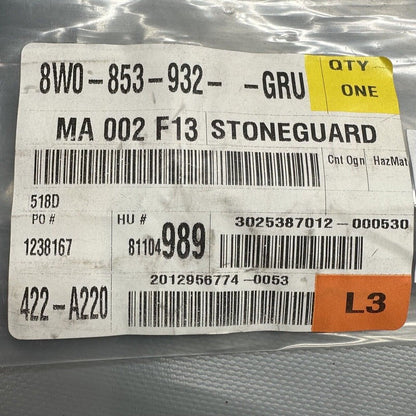 8W0-853-932- -GRU
QTY
ONE
MA 002 F13 STONEGUARD
Cnt Ogn HazMat
518D
PO # HU # 3025387012-000530
1238167 81104989
2012956774-0053
422-A220 L3